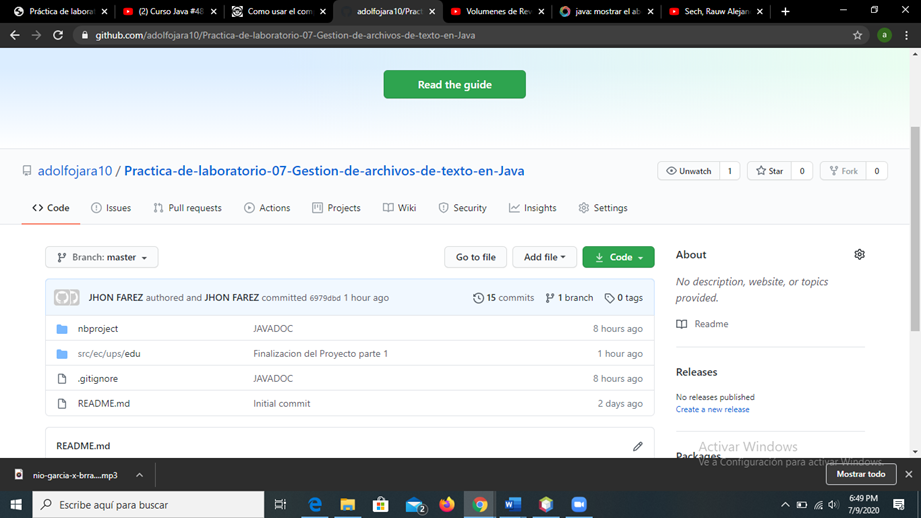 Práctica de laborato
(2) Curso Java #48
Como usar el com
adolfojara10/Pract
Volumenes de Rev
java: mostrar el ab
Sech, Rauw Alejan
github.com/adolfojara10/Practica-de-laboratorio-07-Gestion-de-archivos-de-texto-en-Java
a
Read the guide
adolfojara10 / Practica-de-laboratorio-07-Gestion-de-archivos-de-texto-en-Java
Unwatch 1
Star 0
Fork 0
Code
Issues
Pull requests
Actions
Projects
Wiki
Security
Insights
Settings
Branch: master
Go to file
Add file
Code
JHON FAREZ authored and JHON FAREZ committed 6979dbd 1 hour ago
15 commits
1 branch
0 tags
nbproject JAVADOC 8 hours ago
src/ec/ups/edu Finalizacion del Proyecto parte 1 1 hour ago
.gitignore JAVADOC 8 hours ago
README.md Initial commit 2 days ago
README.md
About
No description, website, or topics
provided.
Readme
Releases
No releases published
Create a new release
Packages
Activar Windows
Ve a Configuración para activar Windows.
nio-garcia-x-brra....mp3
Mostrar todo
Escribe aquí para buscar
2
6:49 PM
7/9/2020